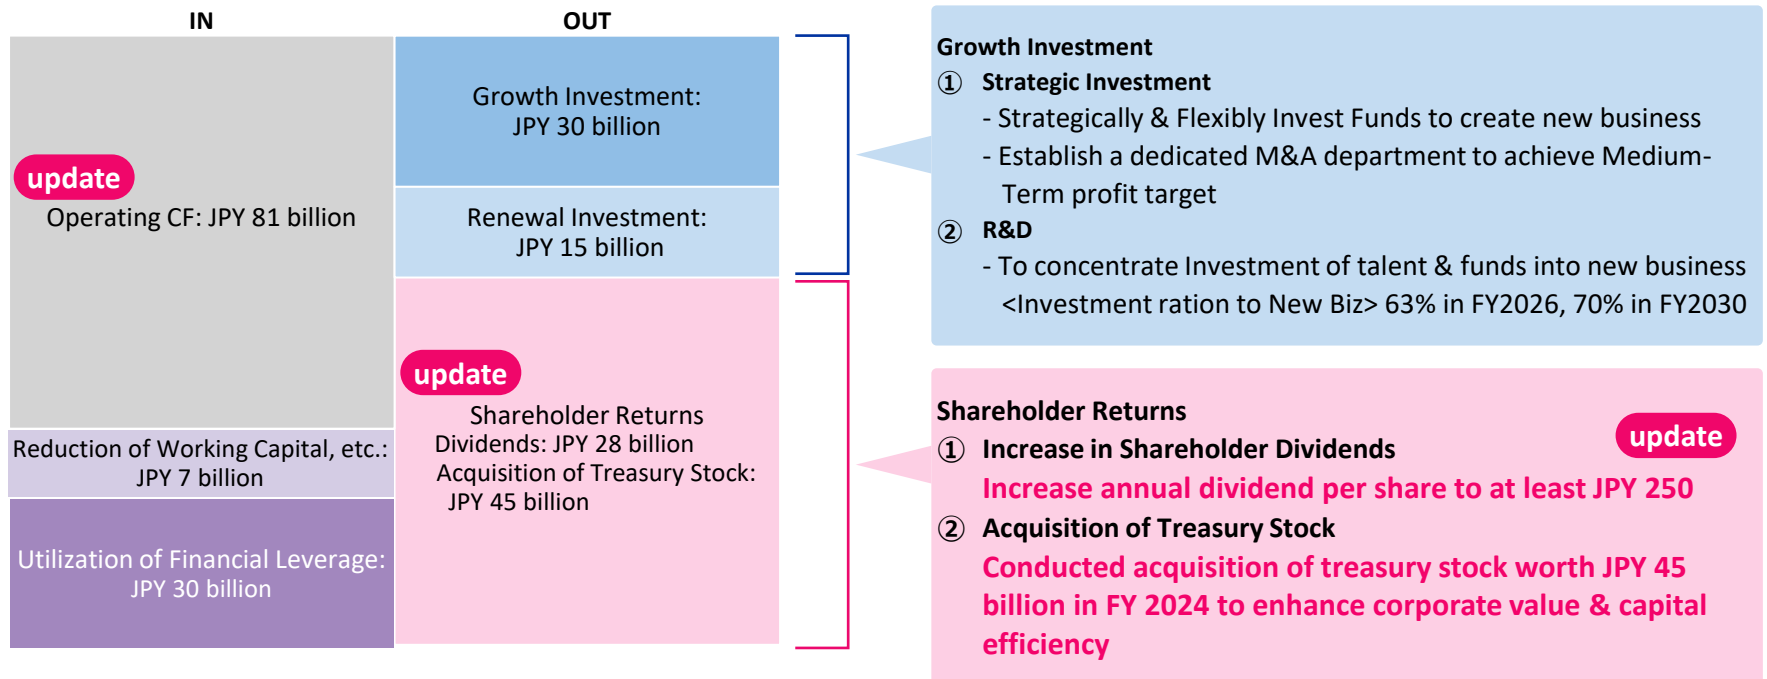 IN
OUT
update
Operating CF: JPY 81 billion
Reduction of Working Capital, etc.:
JPY 7 billion
Utilization of Financial Leverage:
JPY 30 billion
Growth Investment:
JPY 30 billion
Renewal Investment:
JPY 15 billion
update
Shareholder Returns
Dividends: JPY 28 billion
Acquisition of Treasury Stock:
JPY 45 billion
Growth Investment
① Strategic Investment
- Strategically & Flexibly Invest Funds to create new business
- Establish a dedicated M&A department to achieve Medium-
Term profit target
② R&D
- To concentrate Investment of talent & funds into new business
<Investment ration to New Biz> 63% in FY2026, 70% in FY2030
Shareholder Returns
update
① Increase in Shareholder Dividends
Increase annual dividend per share to at least JPY 250
② Acquisition of Treasury Stock
Conducted acquisition of treasury stock worth JPY 45
billion in FY 2024 to enhance corporate value & capital
efficiency